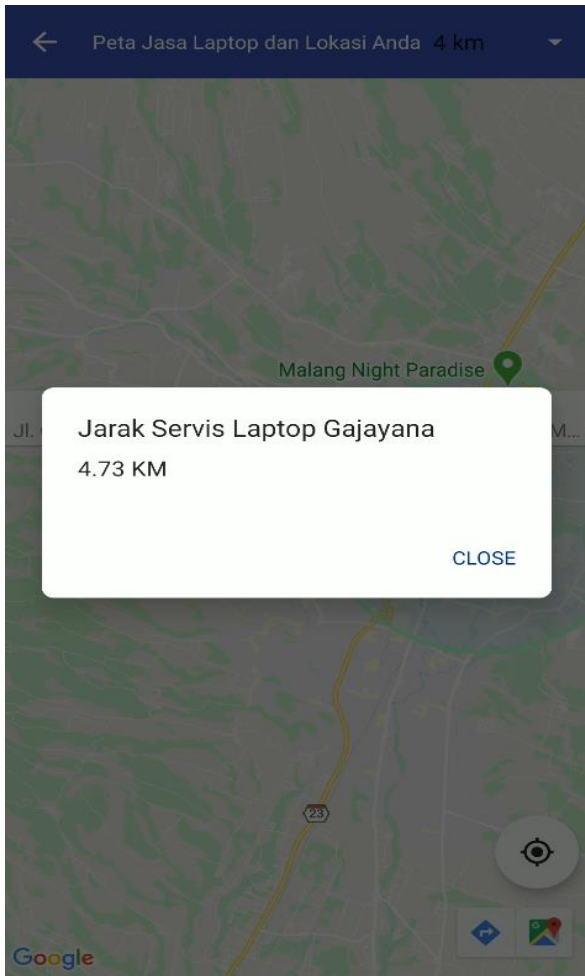 Peta Jasa Laptop dan Lokasi Anda 4 km
Malang Night Paradise
Jl.
M...
Jarak Servis Laptop Gajayana
4.73 KM
CLOSE
23
Google